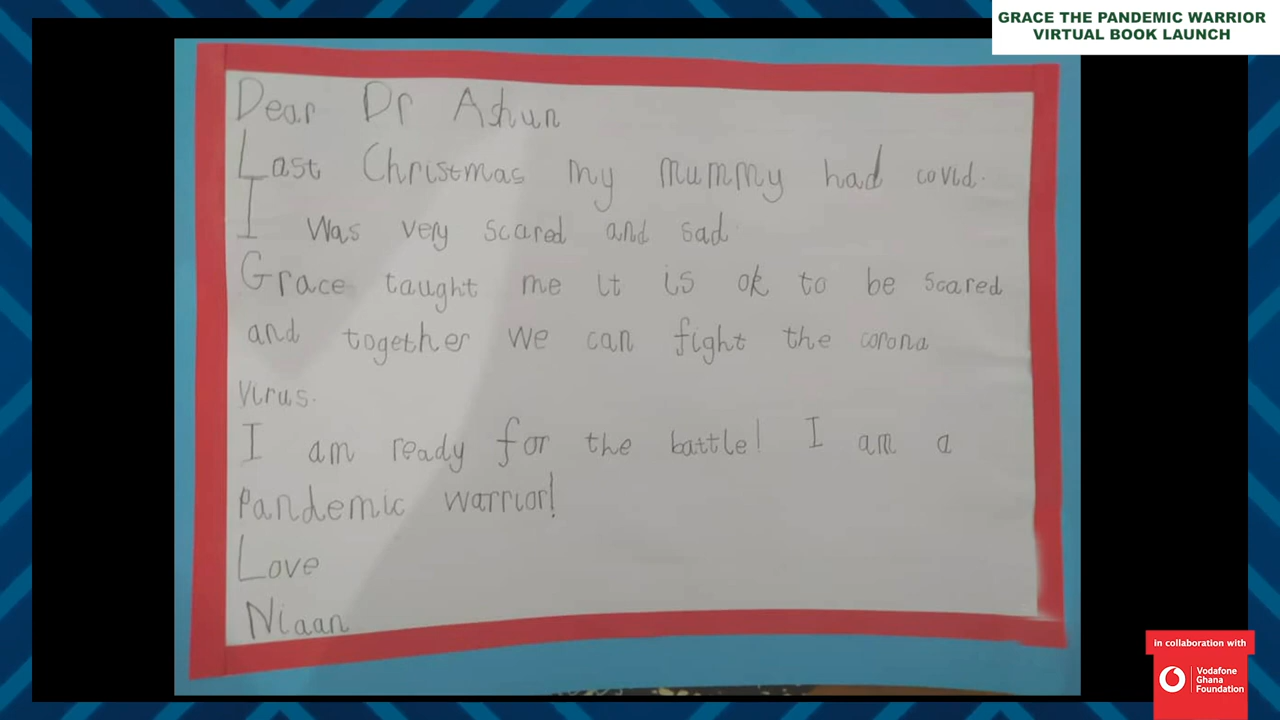 GRACE THE PANDEMIC WARRIOR
VIRTUAL BOOK LAUNCH
Dear Dr Ashun
Last Christmas my mummy had covid.
I was very scared and sad
Grace taught me it is ok to be scared
and together we can fight the corona
virus.
I am ready for the battle! I am a
Pandemic warrior!
Love
Niaan
in collaboration with
Vodafone
Ghana
Foundation